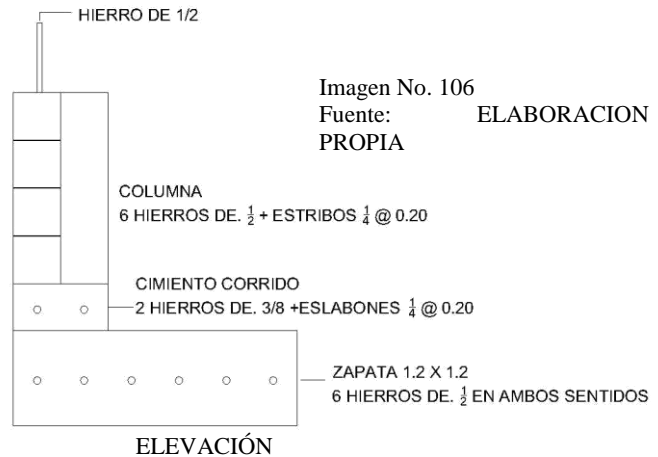 HIERRO DE 1/2
Imagen No. 106
Fuente: ELABORACION
PROPIA
COLUMNA
6 HIERROS DE. 1/2 + ESTRIBOS 1/4 @ 0.20
CIMIENTO CORRIDO
2 HIERROS DE. 3/8 +ESLABONES 1/4 @ 0.20
ZAPATA 1.2 X 1.2
6 HIERROS DE. 1/2 EN AMBOS SENTIDOS
ELEVACIÓN